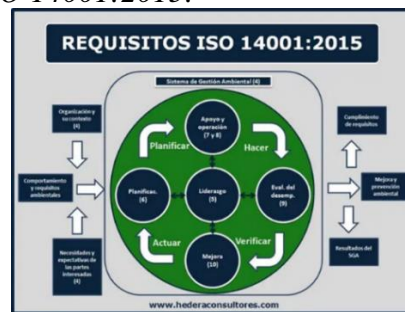 14001:2015.
REQUISITOS ISO 14001:2015
Sistema de Gestión Ambiental (4)
Organización y
su contexto
(4)
Comportamiento
y requisitos
ambientales
Necesidades y
expectativas de
las partes
interesadas
(4)
Planificar
Apoyo y
operación
(7 y 8)
Hacer
Planificac.
(6)
Liderazgo
(5)
Eval. del
desemp.
(9)
Actuar
Mejora
(10)
Verificar
Cumplimiento
de requisitos
Mejora y
prevención
ambiental
Resultados del
SGA
www.hederaconsultores.com